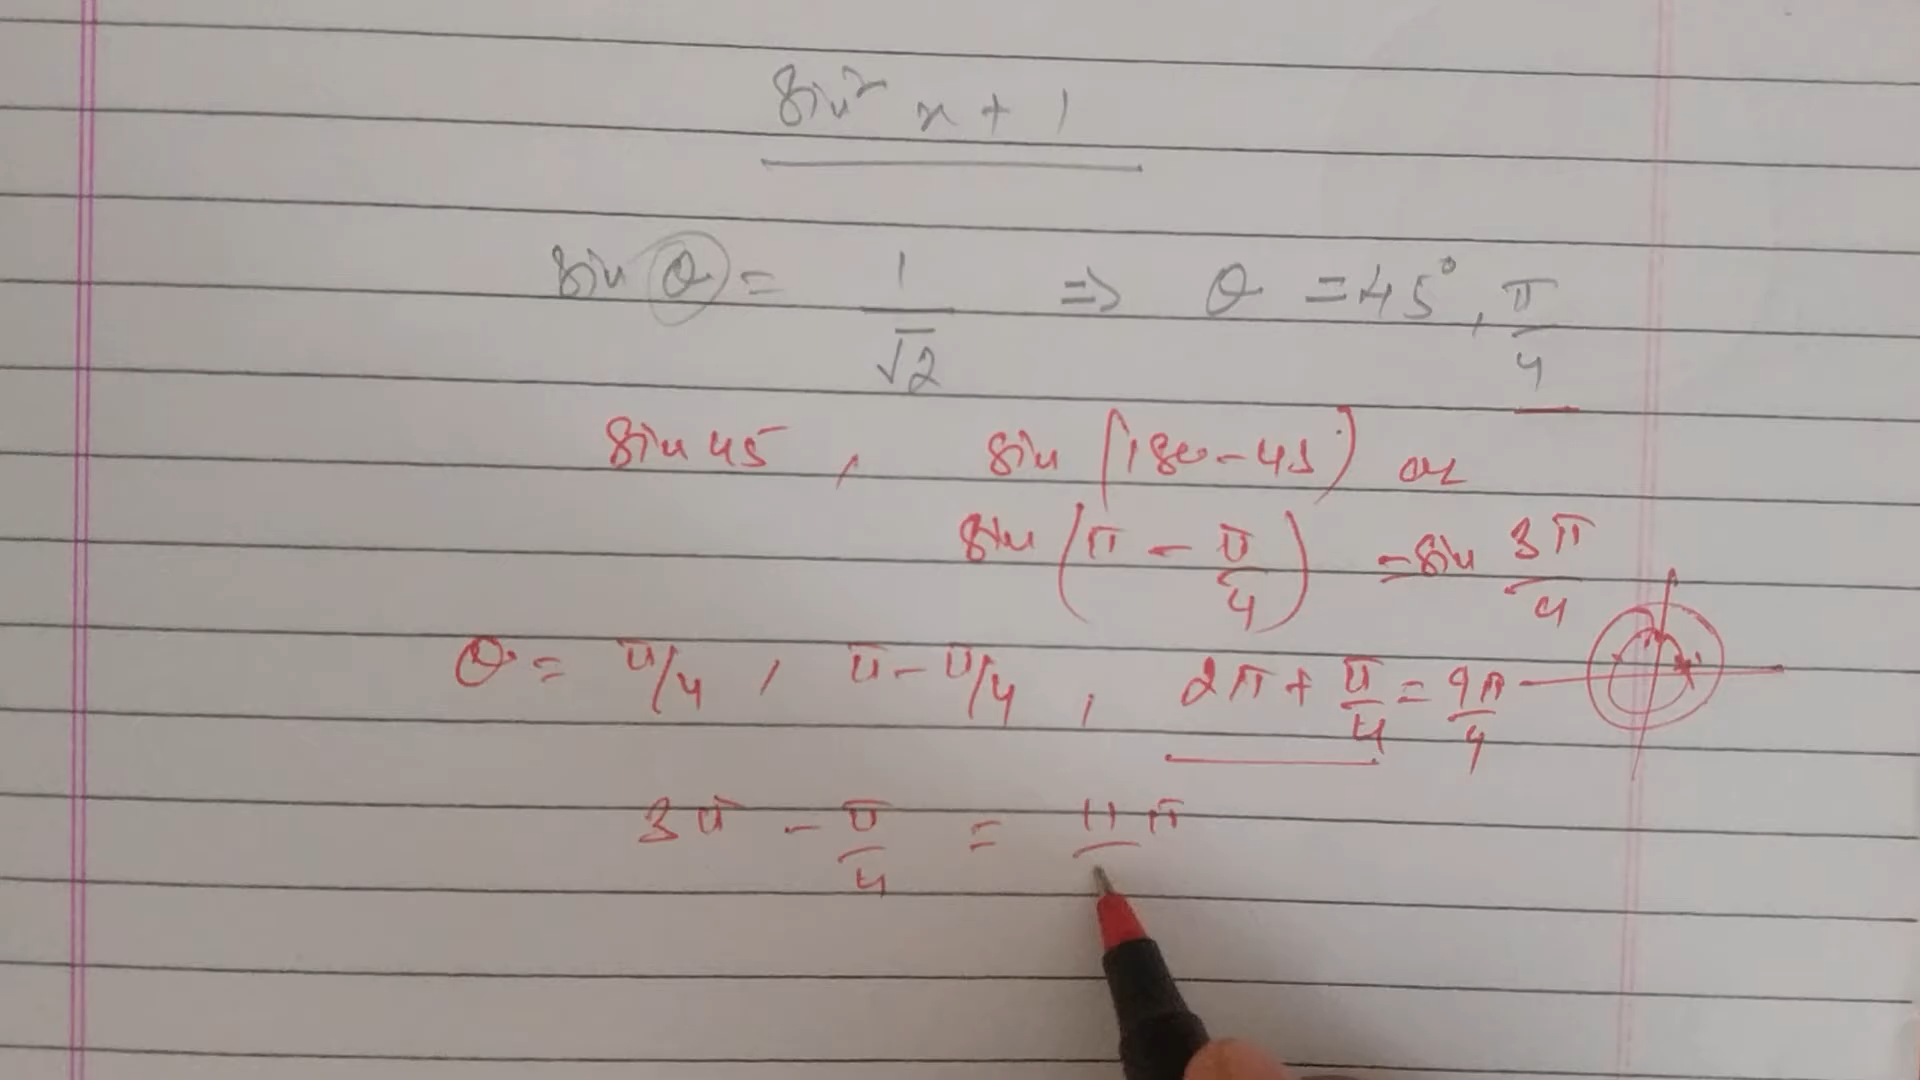 sin² x + 1
sin θ = 1/√2 ⇒ θ = 45°, π/4
sin 45 , sin (180 - 45) or
sin (π - π/4) = sin 3π/4
θ = π/4 , π - π/4 , 2π + π/4 = 9π/4
3π - π/4 = 11π